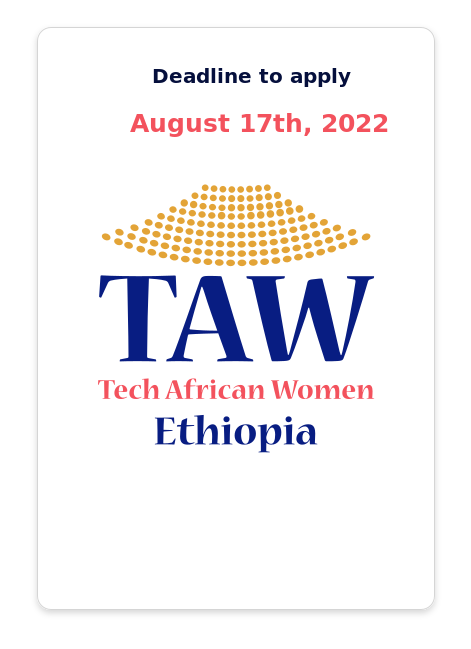 Deadline to apply
August 17th, 2022
TAW
Tech African Women
Ethiopia